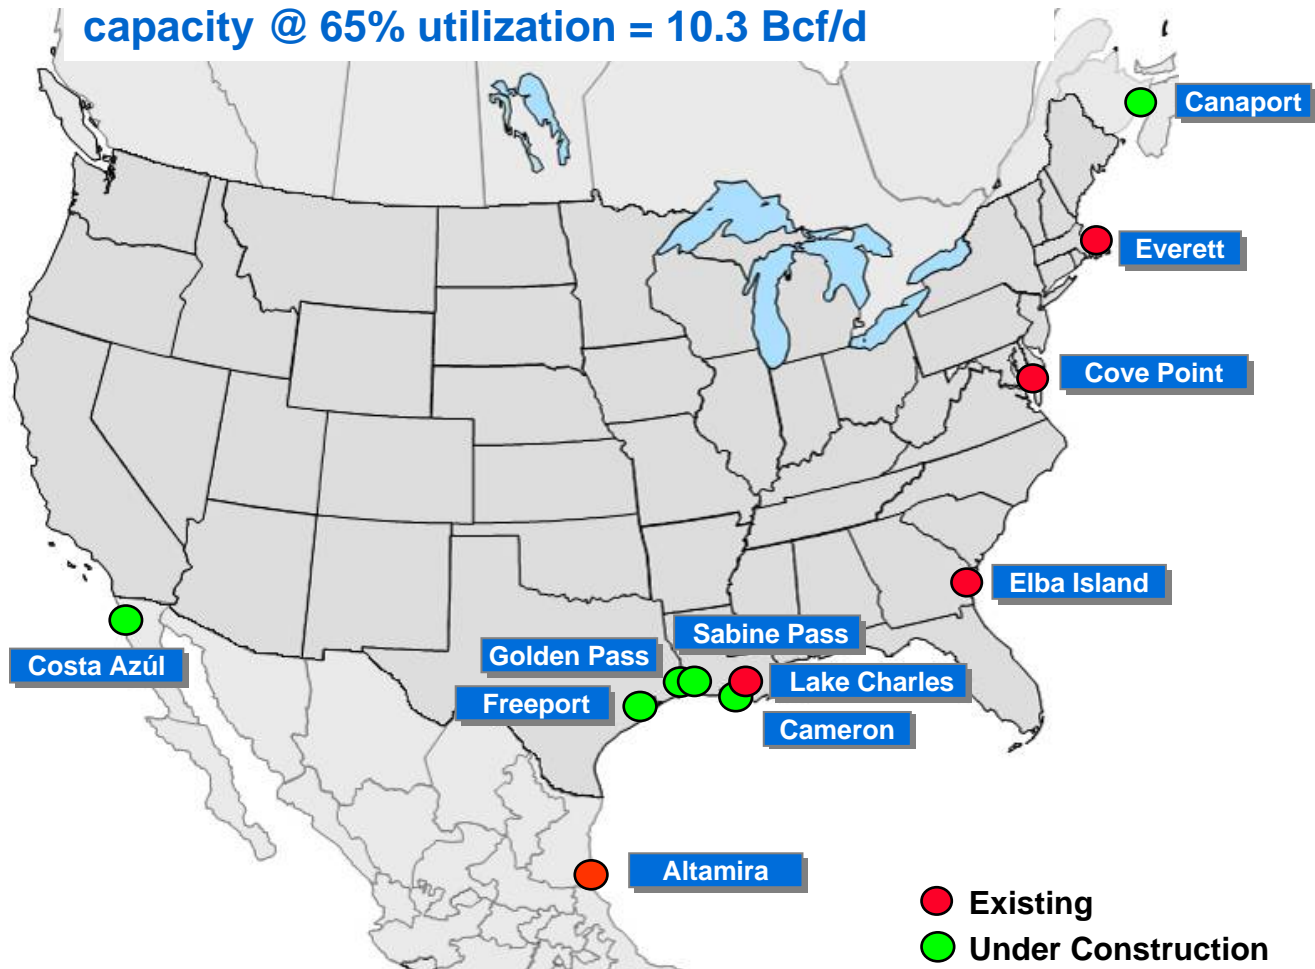 capacity @ 65% utilization = 10.3 Bcf/d
Canaport
Everett
Cove Point
Elba Island
Sabine Pass
Golden Pass
Costa Azúl
Lake Charles
Freeport
Cameron
Altamira
Existing
Under Construction